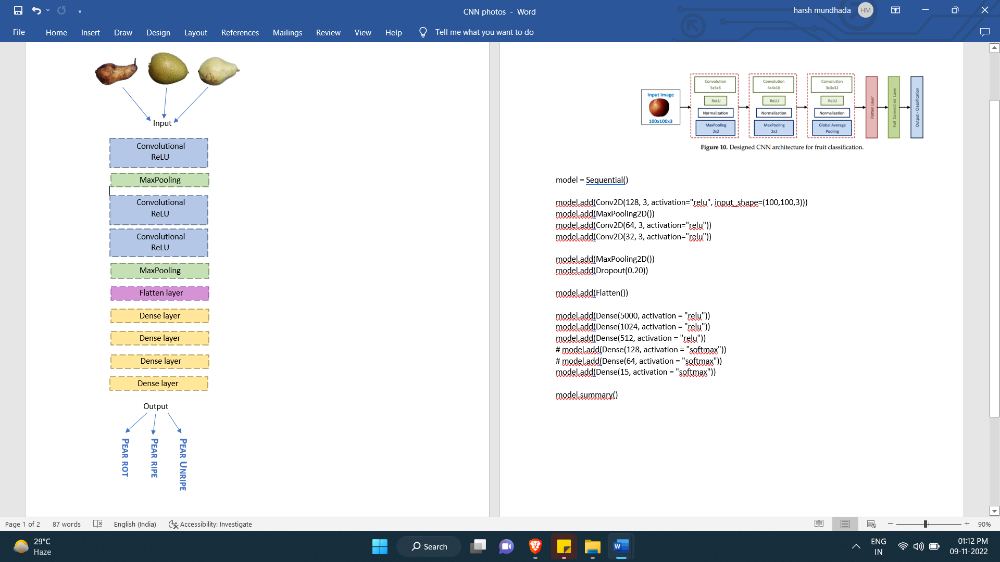 CNN photos - Word
harsh mundhada
HM
File
Home
Insert
Draw
Design
Layout
References
Mailings
Review
View
Help
Tell me what you want to do
Input
Convolutional
ReLU
MaxPooling
Convolutional
ReLU
Convolutional
ReLU
MaxPooling
Flatten layer
Dense layer
Dense layer
Dense layer
Dense layer
Output
PEAR ROT
PEAR RIPE
PEAR UNRIPE
Input Image
100x100x3
Convolution
5x5x8
ReLU
Normalization
MaxPooling
2x2
Convolution
4x4x16
ReLU
Normalization
MaxPooling
2x2
Convolution
3x3x32
ReLU
Normalization
Global Average
Pooling
Flatten Layer
Full Connect ed Layer
Output - Classification
Figure 10. Designed CNN architecture for fruit classification.
model = Sequential()
model.add(Conv2D(128, 3, activation="relu", input_shape=(100,100,3)))
model.add(MaxPooling2D())
model.add(Conv2D(64, 3, activation="relu"))
model.add(Conv2D(32, 3, activation="relu"))
model.add(MaxPooling2D())
model.add(Dropout(0.20))
model.add(Flatten())
model.add(Dense(5000, activation = "relu"))
model.add(Dense(1024, activation = "relu"))
model.add(Dense(512, activation = "relu"))
# model.add(Dense(128, activation = "softmax"))
# model.add(Dense(64, activation = "softmax"))
model.add(Dense(15, activation = "softmax"))
model.summary()
Page 1 of 2
87 words
English (India)
Accessibility: Investigate
90%
29°C
Haze
Search
W
ENG
IN
01:12 PM
09-11-2022